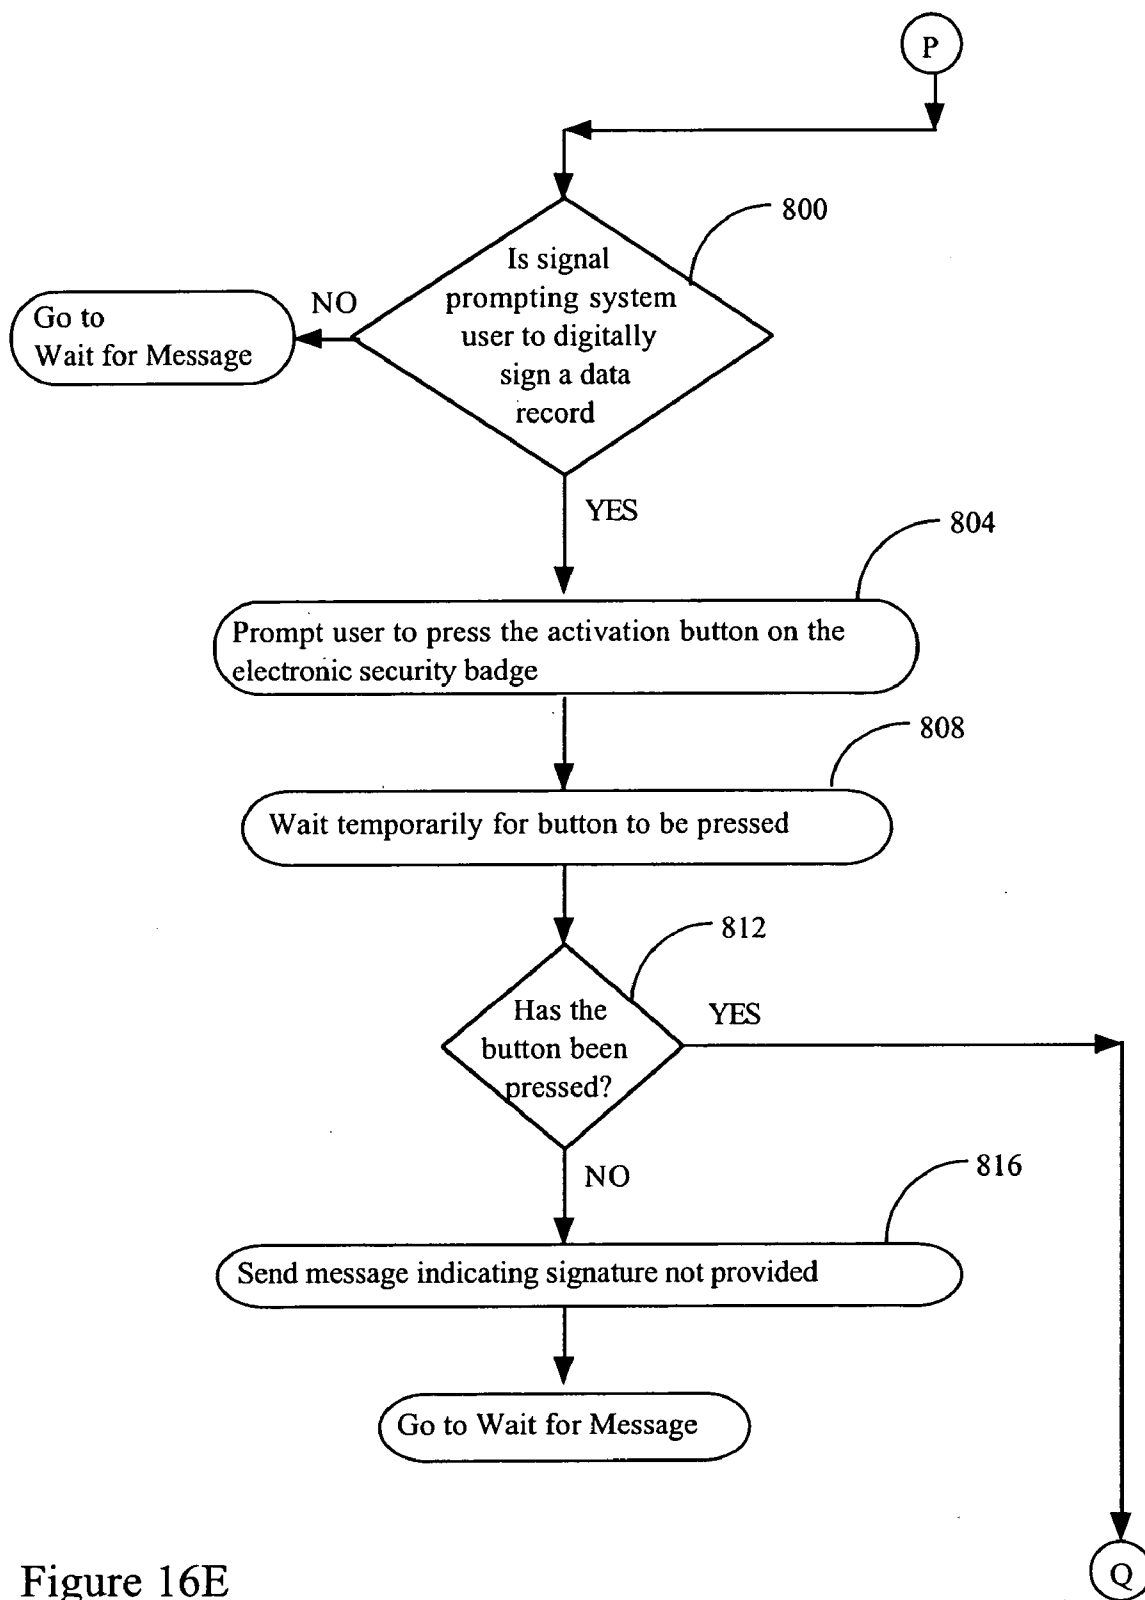 P
800
Is signal
prompting system
user to digitally
sign a data
record
NO
Go to
Wait for Message
YES
804
Prompt user to press the activation button on the
electronic security badge
808
Wait temporarily for button to be pressed
812
Has the
button been
pressed?
YES
NO
816
Send message indicating signature not provided
Go to Wait for Message
Q
Figure 16E